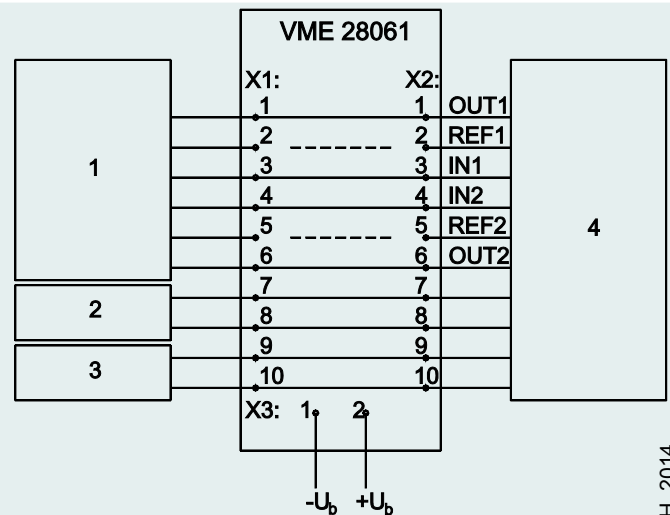 VME 28061
X1: X2:
1 1 OUT1
2 2 REF1
3 3 IN1
1 4 4 IN2
5 5 REF2 4
6 6 OUT2
7 7
2 8 8
9 9
3 10 10
X3: 1 2
-Ub +Ub
H 2014